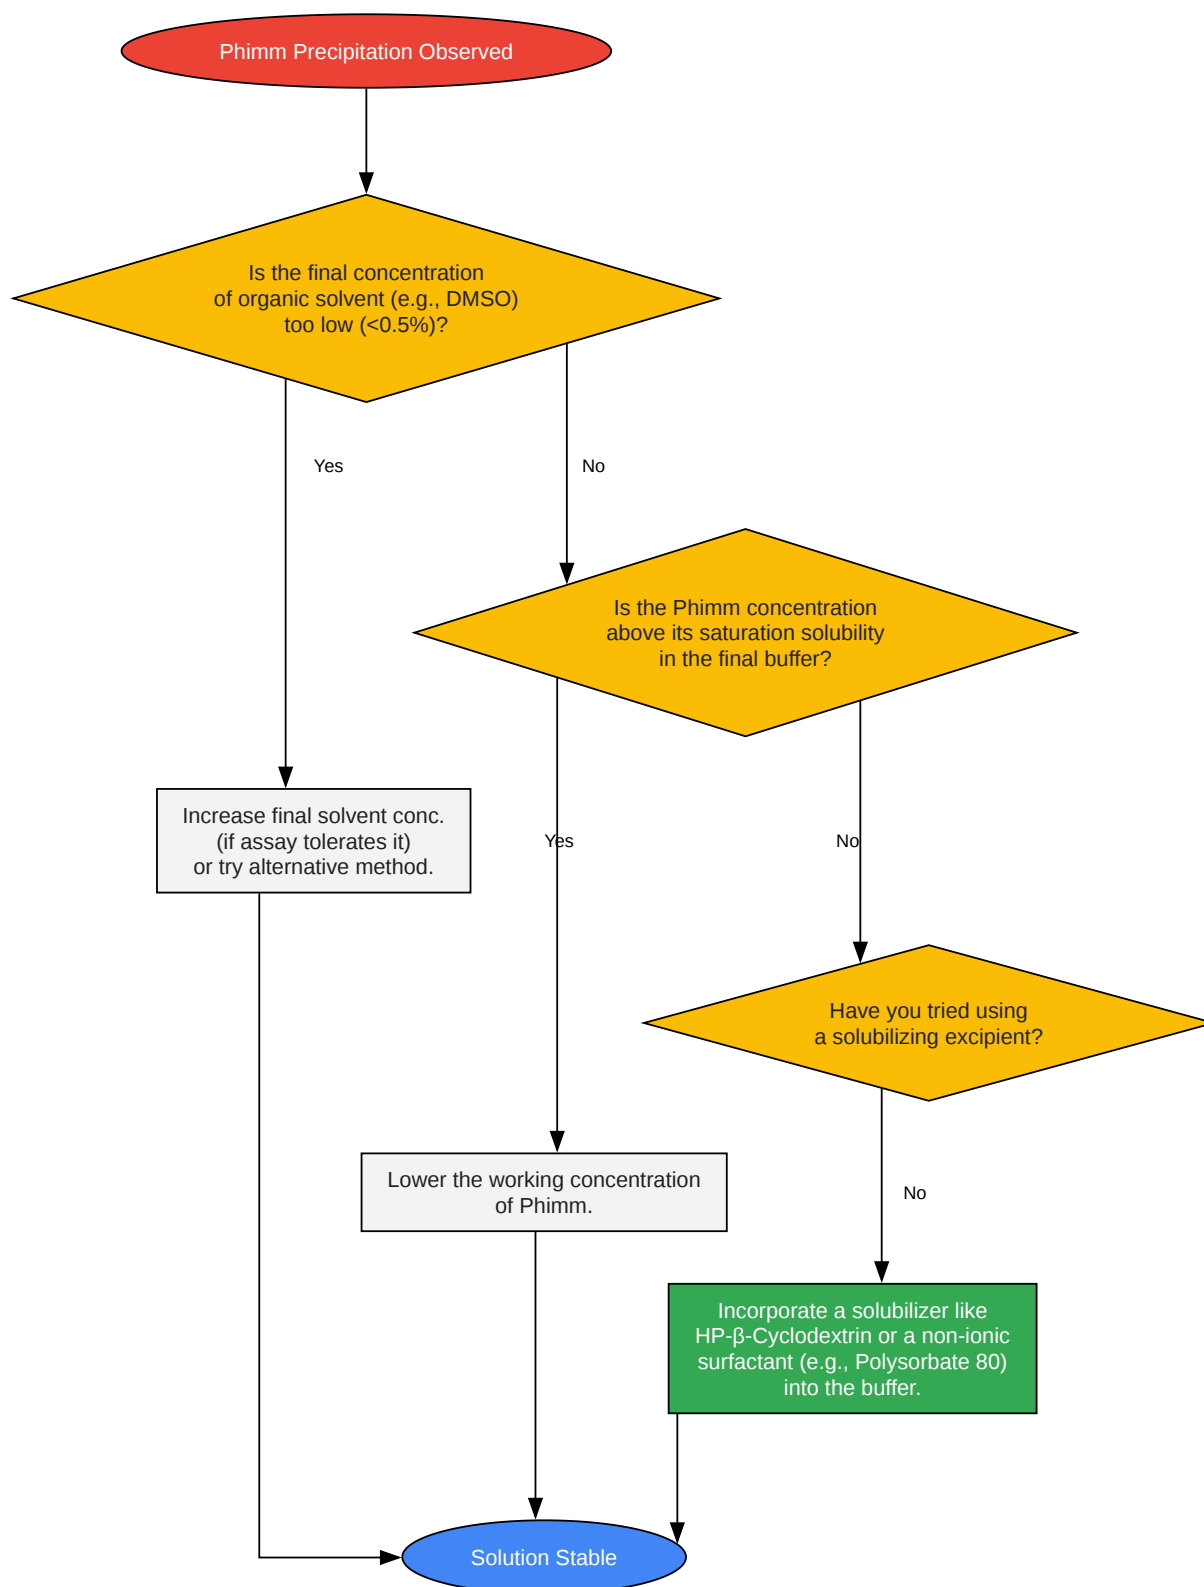 Phimm Precipitation Observed
Is the final concentration
of organic solvent (e.g., DMSO)
too low (<0.5%)?
Yes
No
Is the Phimm concentration
above its saturation solubility
in the final buffer?
Increase final solvent conc.
(if assay tolerates it)
or try alternative method.
Yes
No
Have you tried using
a solubilizing excipient?
Lower the working concentration
of Phimm.
No
Incorporate a solubilizer like
HP-β-Cyclodextrin or a non-ionic
surfactant (e.g., Polysorbate 80)
into the buffer.
Solution Stable